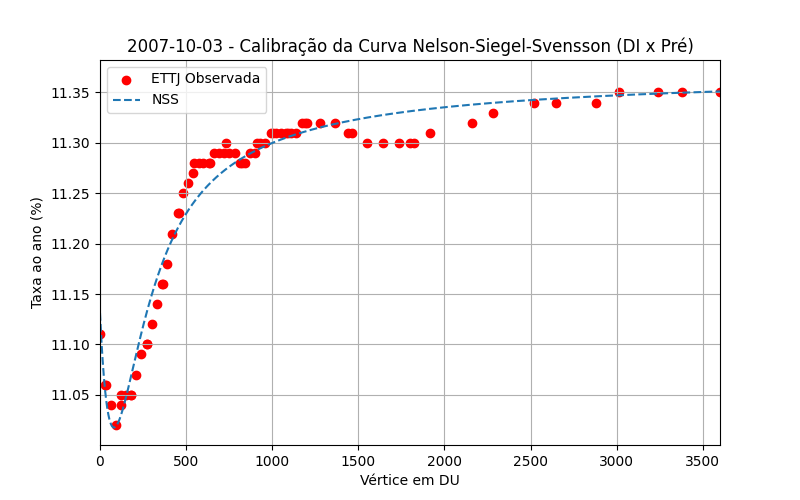 2007-10-03 - Calibração da Curva Nelson-Siegel-Svensson (DI x Pré)
ETTJ Observada
NSS
Taxa ao ano (%)
11.35
11.30
11.25
11.20
11.15
11.10
11.05
0 500 1000 1500 2000 2500 3000 3500
Vértice em DU